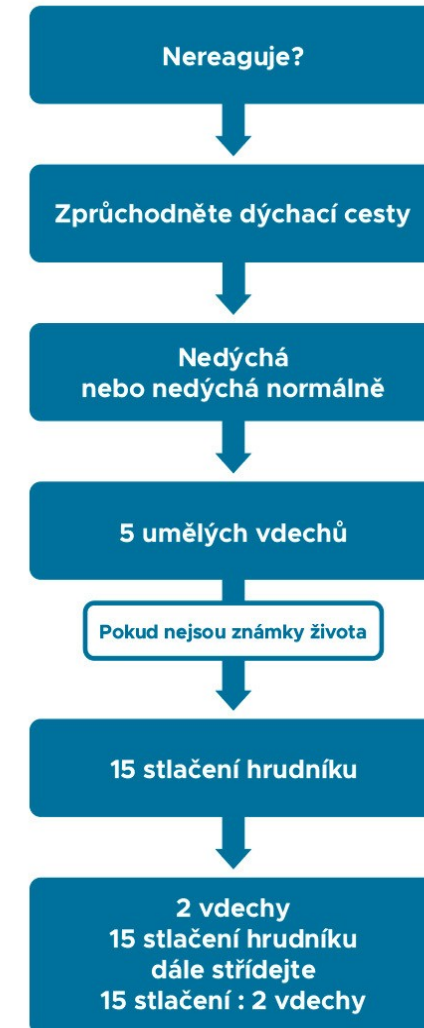 Nereaguje?
Zprůchodněte dýchací cesty
Nedýchá
nebo nedýchá normálně
5 umělých vdechů
Pokud nejsou známky života
15 stlačení hrudníku
2 vdechy
15 stlačení hrudníku
dále střídejte
15 stlačení : 2 vdechy